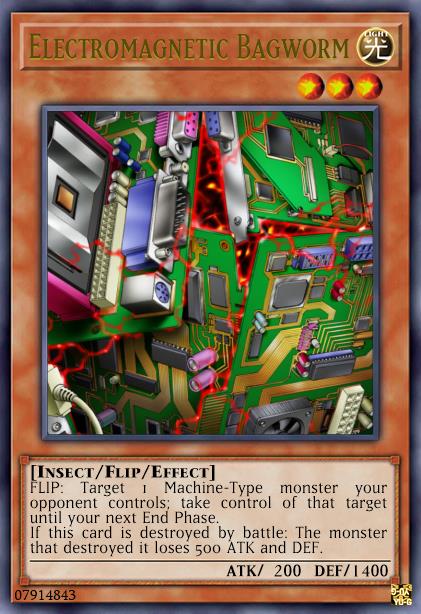 ELECTROMAGNETIC BAGWORM
LIGHT
光
[INSECT/FLIP/EFFECT]
FLIP: Target 1 Machine-Type monster your
opponent controls; take control of that target
until your next End Phase.
If this card is destroyed by battle: The monster
that destroyed it loses 500 ATK and DEF.
ATK/ 200 DEF/1400
07914843